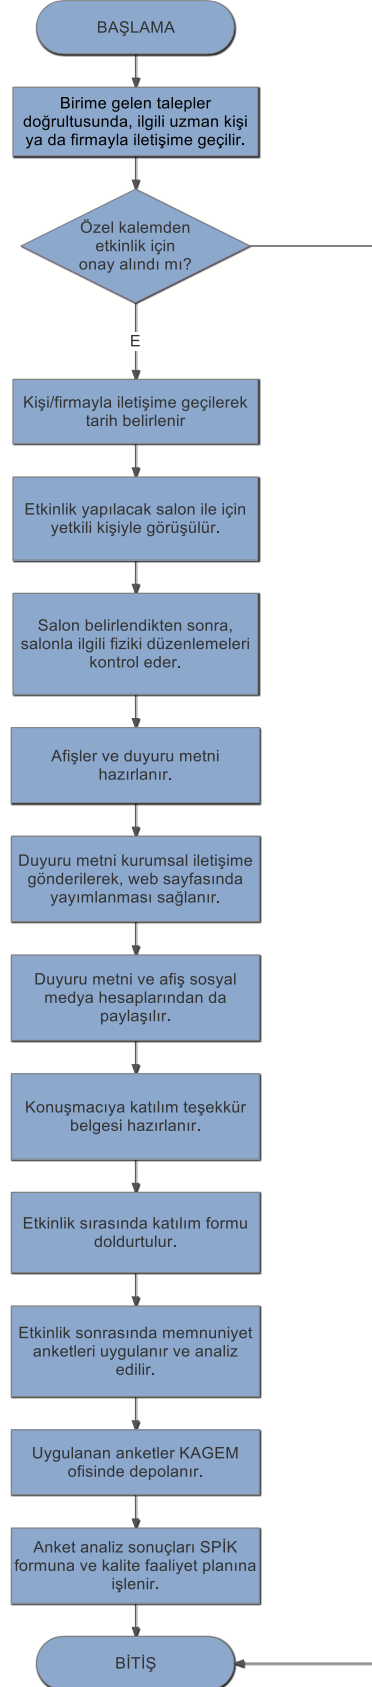 BAŞLAMA
Birime gelen talepler
doğrultusunda, ilgili uzman kişi
ya da firmayla iletişime geçilir.
Özel kalemden
etkinlik için
onay alındı mı?
E
Kişi/firmayla iletişime geçilerek
tarih belirlenir
Etkinlik yapılacak salon ile için
yetkili kişiyle görüşülür.
Salon belirlendikten sonra,
salonla ilgili fiziki düzenlemeleri
kontrol eder.
Afişler ve duyuru metni
hazırlanır.
Duyuru metni kurumsal iletişime
gönderilerek, web sayfasında
yayımlanması sağlanır.
Duyuru metni ve afiş sosyal
medya hesaplarından da
paylaşılır.
Konuşmacıya katılım teşekkür
belgesi hazırlanır.
Etkinlik sırasında katılım formu
doldurtulur.
Etkinlik sonrasında memnuniyet
anketleri uygulanır ve analiz
edilir.
Uygulanan anketler KAGEM
ofisinde depolanır.
Anket analiz sonuçları SPİK
formuna ve kalite faaliyet planına
işlenir.
BİTİŞ